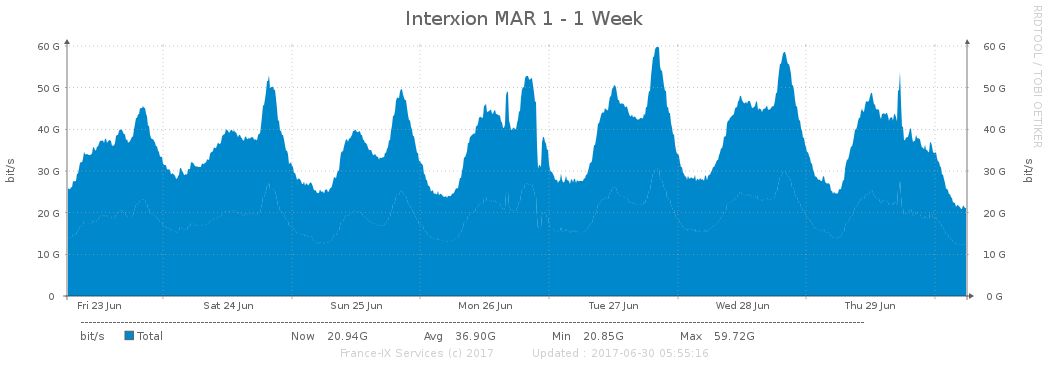 Interxion MAR 1 - 1 Week
RRDTOOL / TOBI OETIKER
60 G 60 G
50 G 50 G
40 G 40 G
30 G 30 G
20 G 20 G
10 G 10 G
0 0 G
bit/s
bit/s
Fri 23 Jun Sat 24 Jun Sun 25 Jun Mon 26 Jun Tue 27 Jun Wed 28 Jun Thu 29 Jun
bit/s Total Now 20.94G Avg 36.90G Min 20.85G Max 59.72G
France-IX Services (c) 2017 Updated : 2017-06-30 05:55:16